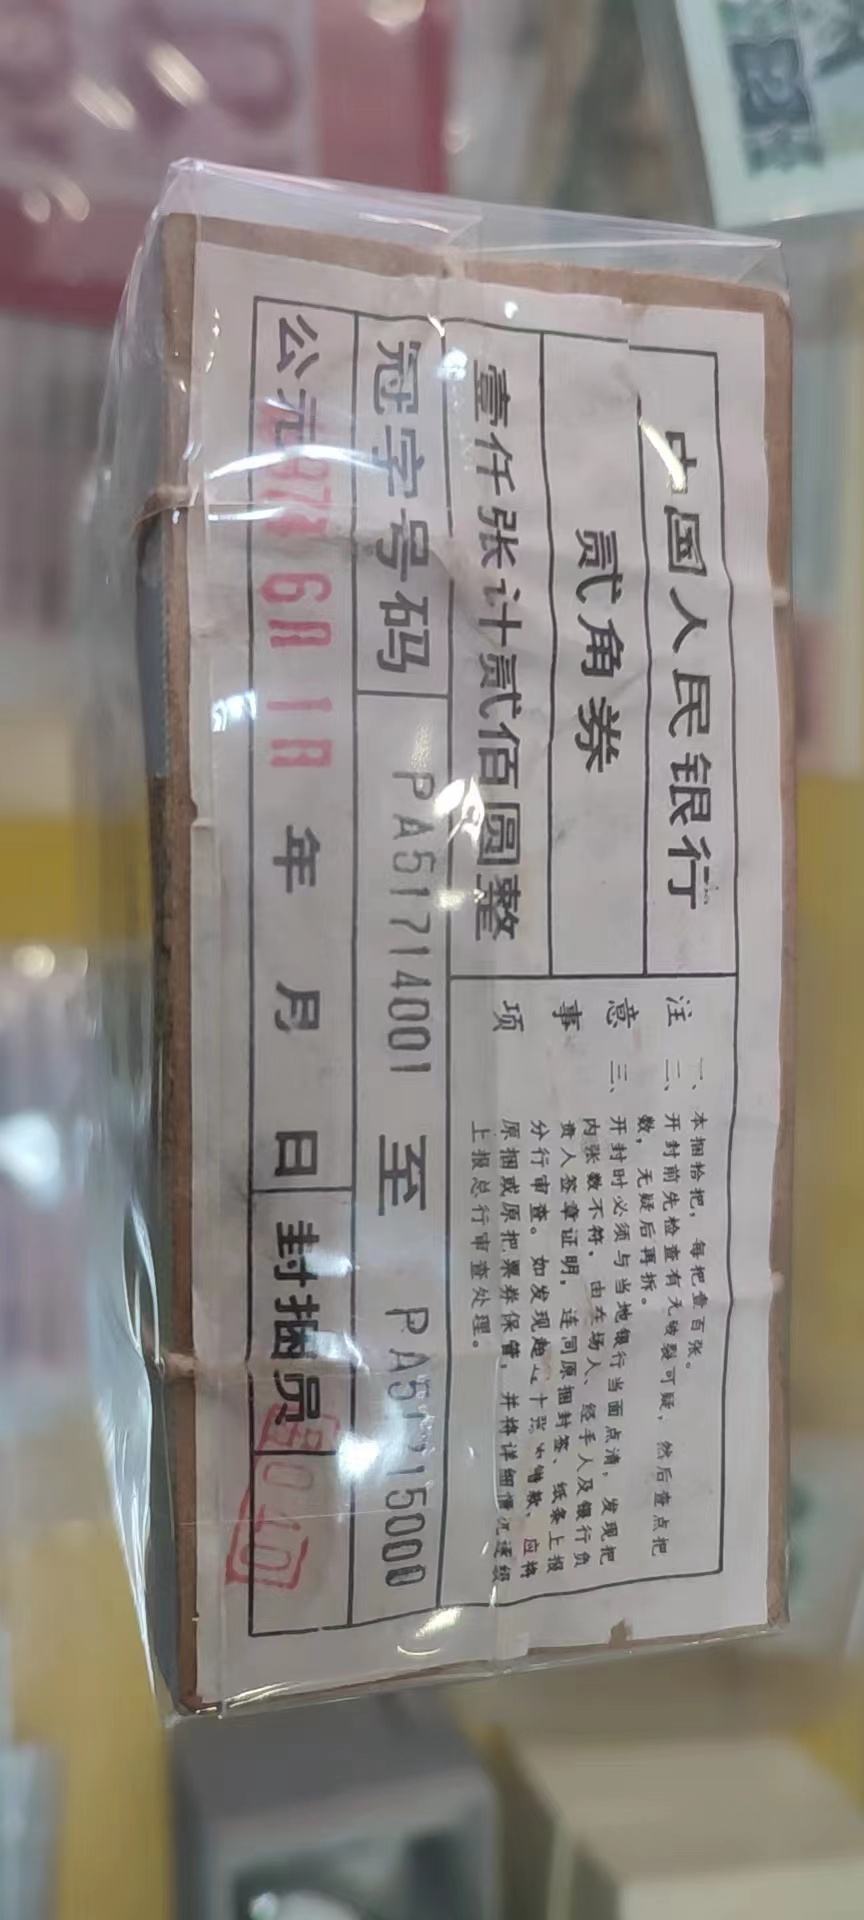 中国人民银行
贰角券
壹仟张计贰佰圆整
冠字号码 PA51714001 至 PA51715000
公元 年 月 日 封捆员
6月1日
注意事项
一、本捆拾把，每把壹百张。
二、开封前先检查有无破裂可疑，然后查点把
数，无疑后再拆。
三、开封时必须与当地银行当面点清，发现把
内张数不符，由在场人、经手人及银行负
责人签章证明，连同原捆封签、纸条上报
分行审查。如发现 十张 错款，应将
原捆或原把票券保管，并将详细情况逐级
上报总行审查处理。